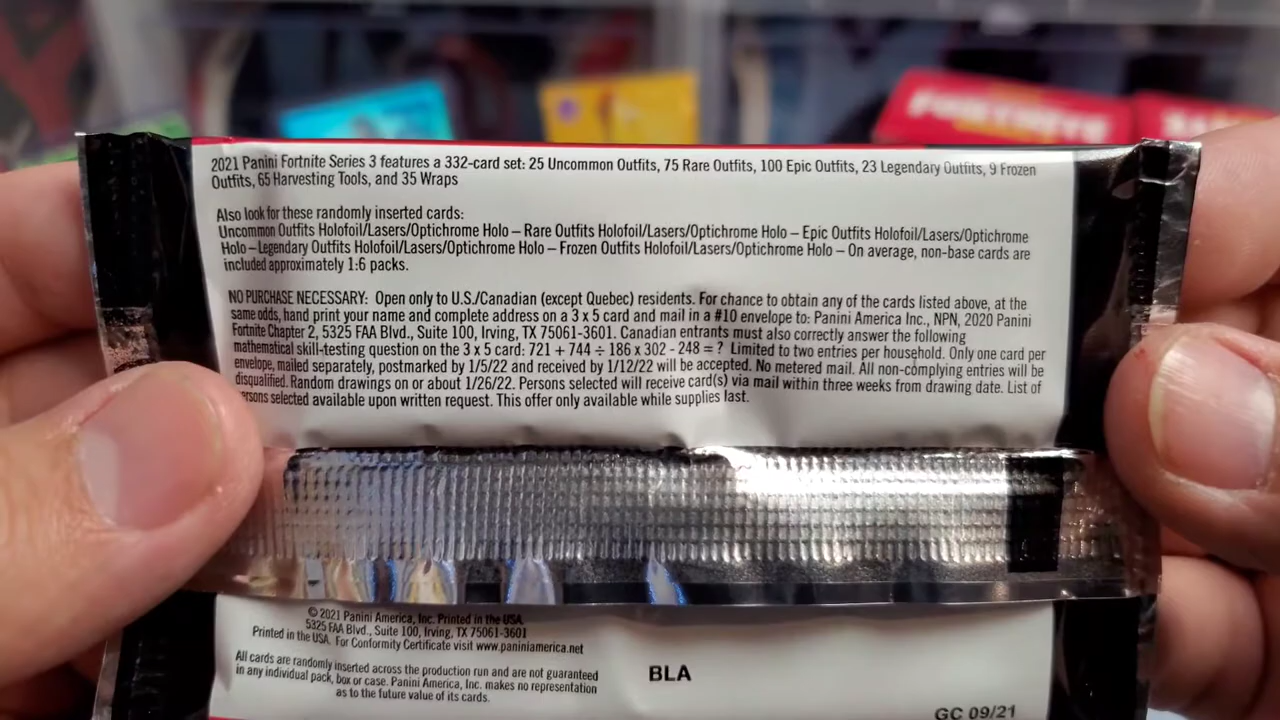 FORTNITE
2021 Panini Fortnite Series 3 features a 332-card set: 25 Uncommon Outfits, 75 Rare Outfits, 100 Epic Outfits, 23 Legendary Outfits, 9 Frozen
Outfits, 65 Harvesting Tools, and 35 Wraps
Also look for these randomly inserted cards:
Uncommon Outfits Holofoil/Lasers/Optichrome Holo – Rare Outfits Holofoil/Lasers/Optichrome Holo – Epic Outfits Holofoil/Lasers/Optichrome
Holo – Legendary Outfits Holofoil/Lasers/Optichrome Holo – Frozen Outfits Holofoil/Lasers/Optichrome Holo – On average, non-base cards are
included approximately 1:6 packs.
NO PURCHASE NECESSARY: Open only to U.S./Canadian (except Quebec) residents. For chance to obtain any of the cards listed above, at the
same odds, hand print your name and complete address on a 3 x 5 card and mail in a #10 envelope to: Panini America Inc., NPN, 2020 Panini
Fortnite Chapter 2, 5325 FAA Blvd., Suite 100, Irving, TX 75061-3601. Canadian entrants must also correctly answer the following
mathematical skill-testing question on the 3 x 5 card: 721 + 744 ÷ 186 x 302 - 248 = ? Limited to two entries per household. Only one card per
envelope, mailed separately, postmarked by 1/5/22 and received by 1/12/22 will be accepted. No metered mail. All non-complying entries will be
disqualified. Random drawings on or about 1/26/22. Persons selected will receive card(s) via mail within three weeks from drawing date. List of
ersons selected available upon written request. This offer only available while supplies last.
© 2021 Panini America, Inc. Printed in the USA
5325 FAA Blvd., Suite 100, Irving, TX 75061-3601
Printed in the USA. For Conformity Certificate visit www.paniniamerica.net
All cards are randomly inserted across the production run and are not guaranteed
in any individual pack, box or case. Panini America, Inc. makes no representation
as to the future value of its cards.
BLA
GC 09/21